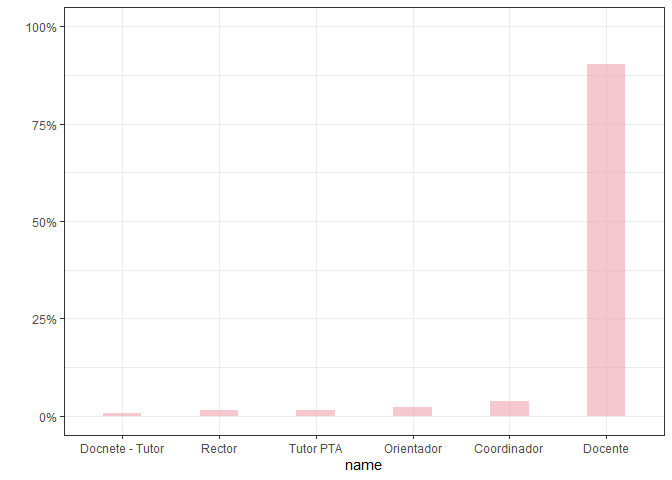 100%
75%
50%
25%
0%
Docnete - Tutor Rector Tutor PTA Orientador Coordinador Docente
name